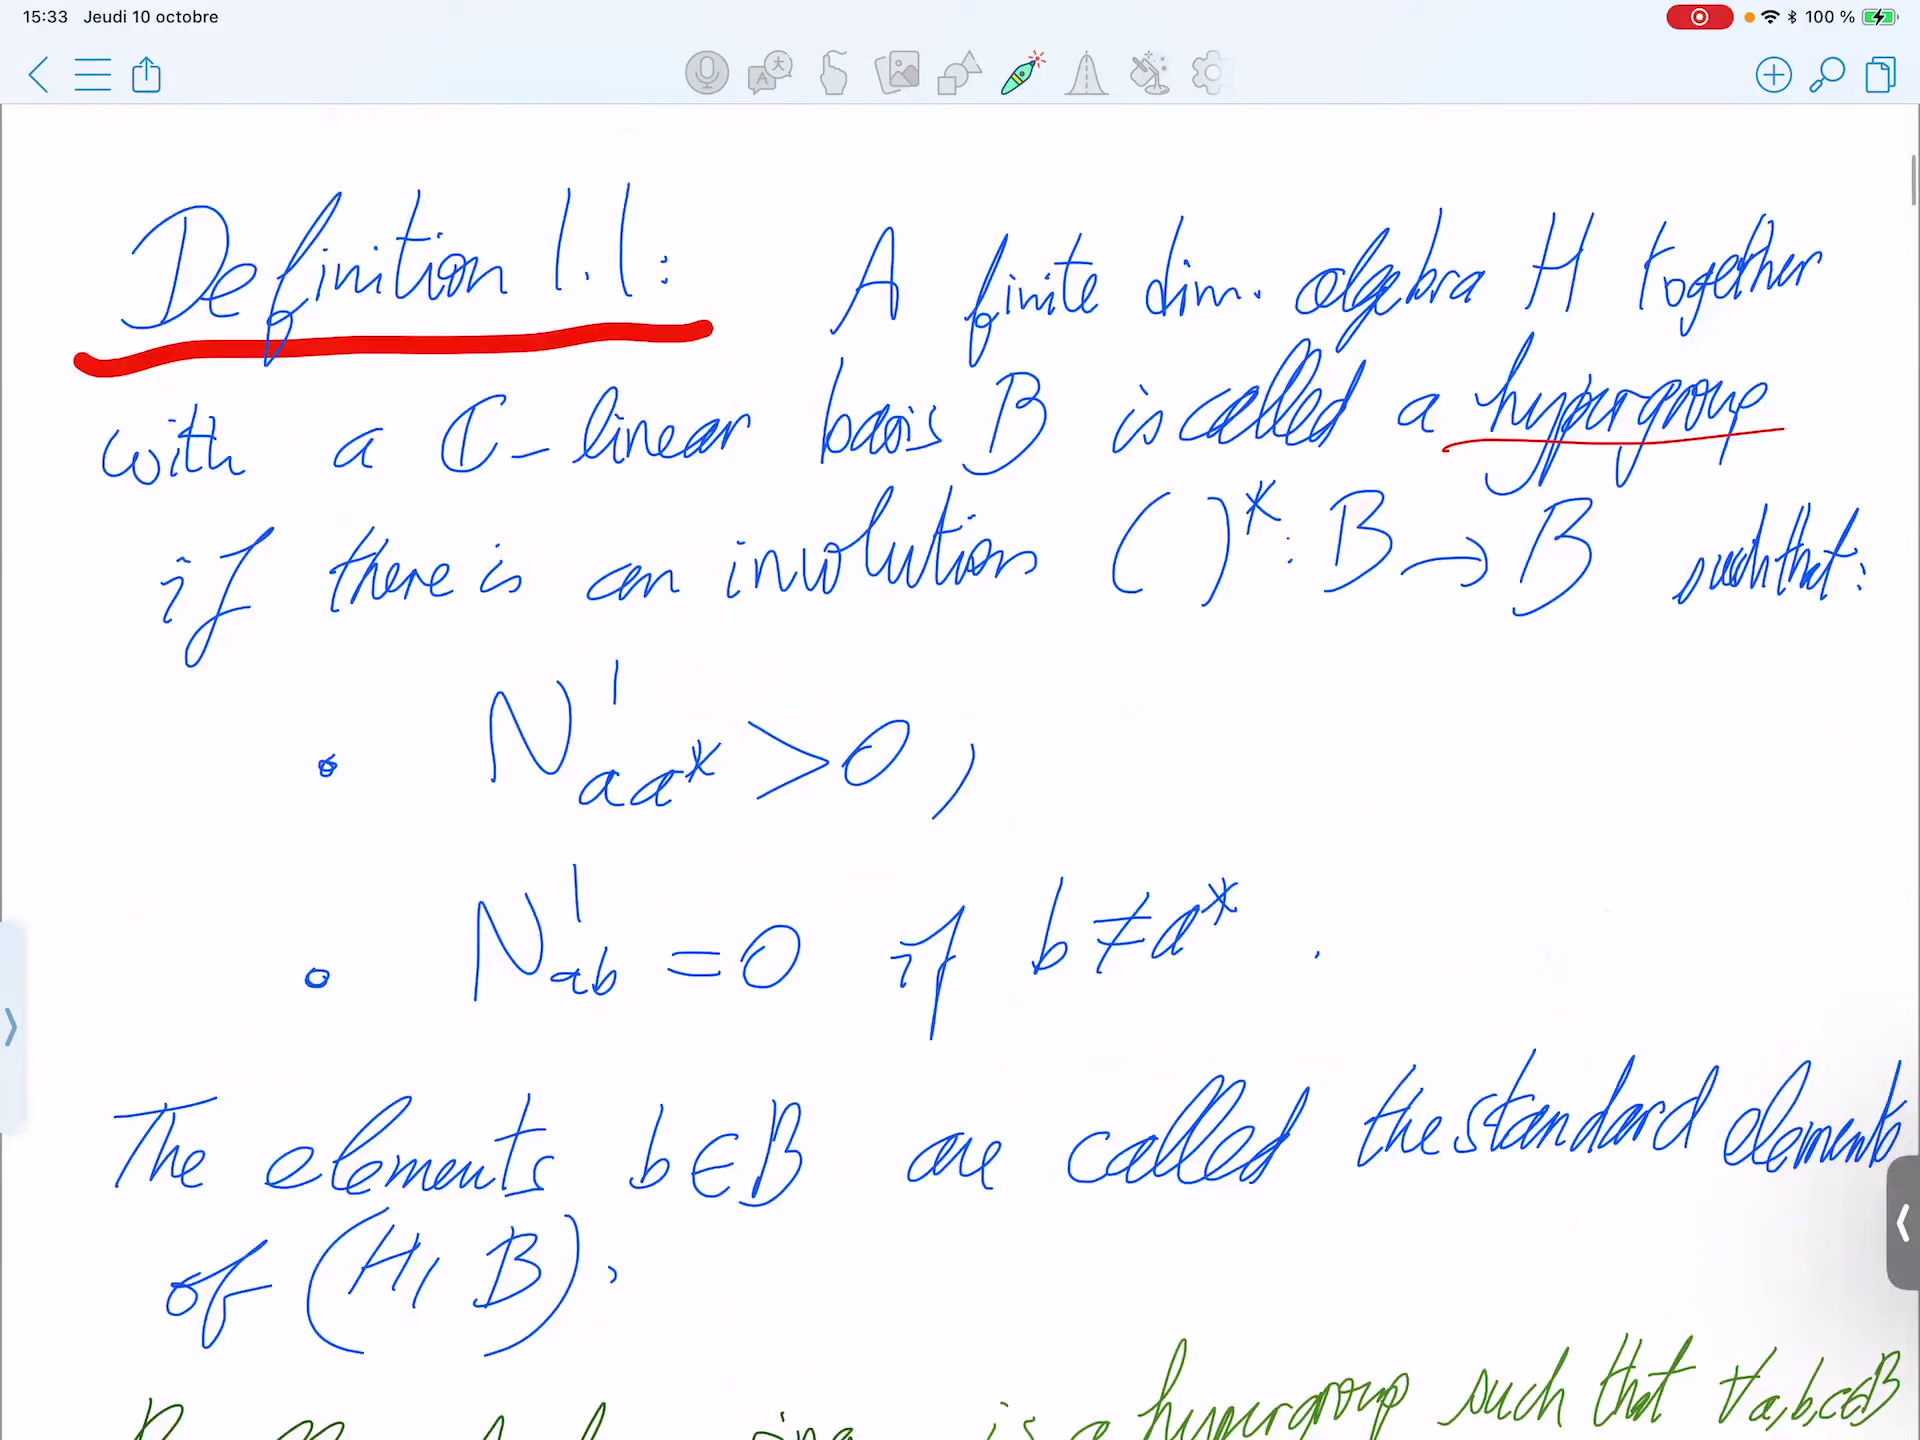 15:33 Jeudi 10 octobre 100 %
Definition 1.1: A finite dim. algebra H together
with a ℂ-linear basis B is called a hypergroup
if there is an involution ( )* : B → B such that:
• N¹ₐₐ* > 0,
• N¹_ab = 0 if b ≠ a* .
The elements b ∈ B are called the standard elements
of (H, B).
is a hypergroup such that ∀a,b,c∈B